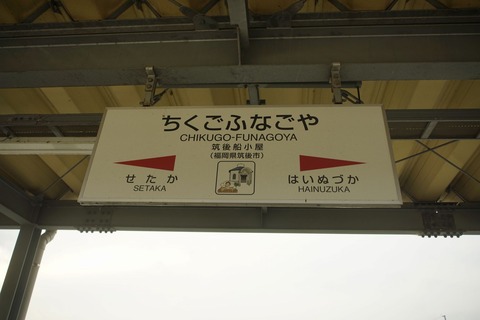 ちくごふなごや
CHIKUGO-FUNAGOYA
筑後船小屋
(福岡県筑後市)
せたか
SETAKA
はいぬづか
HAINUZUKA